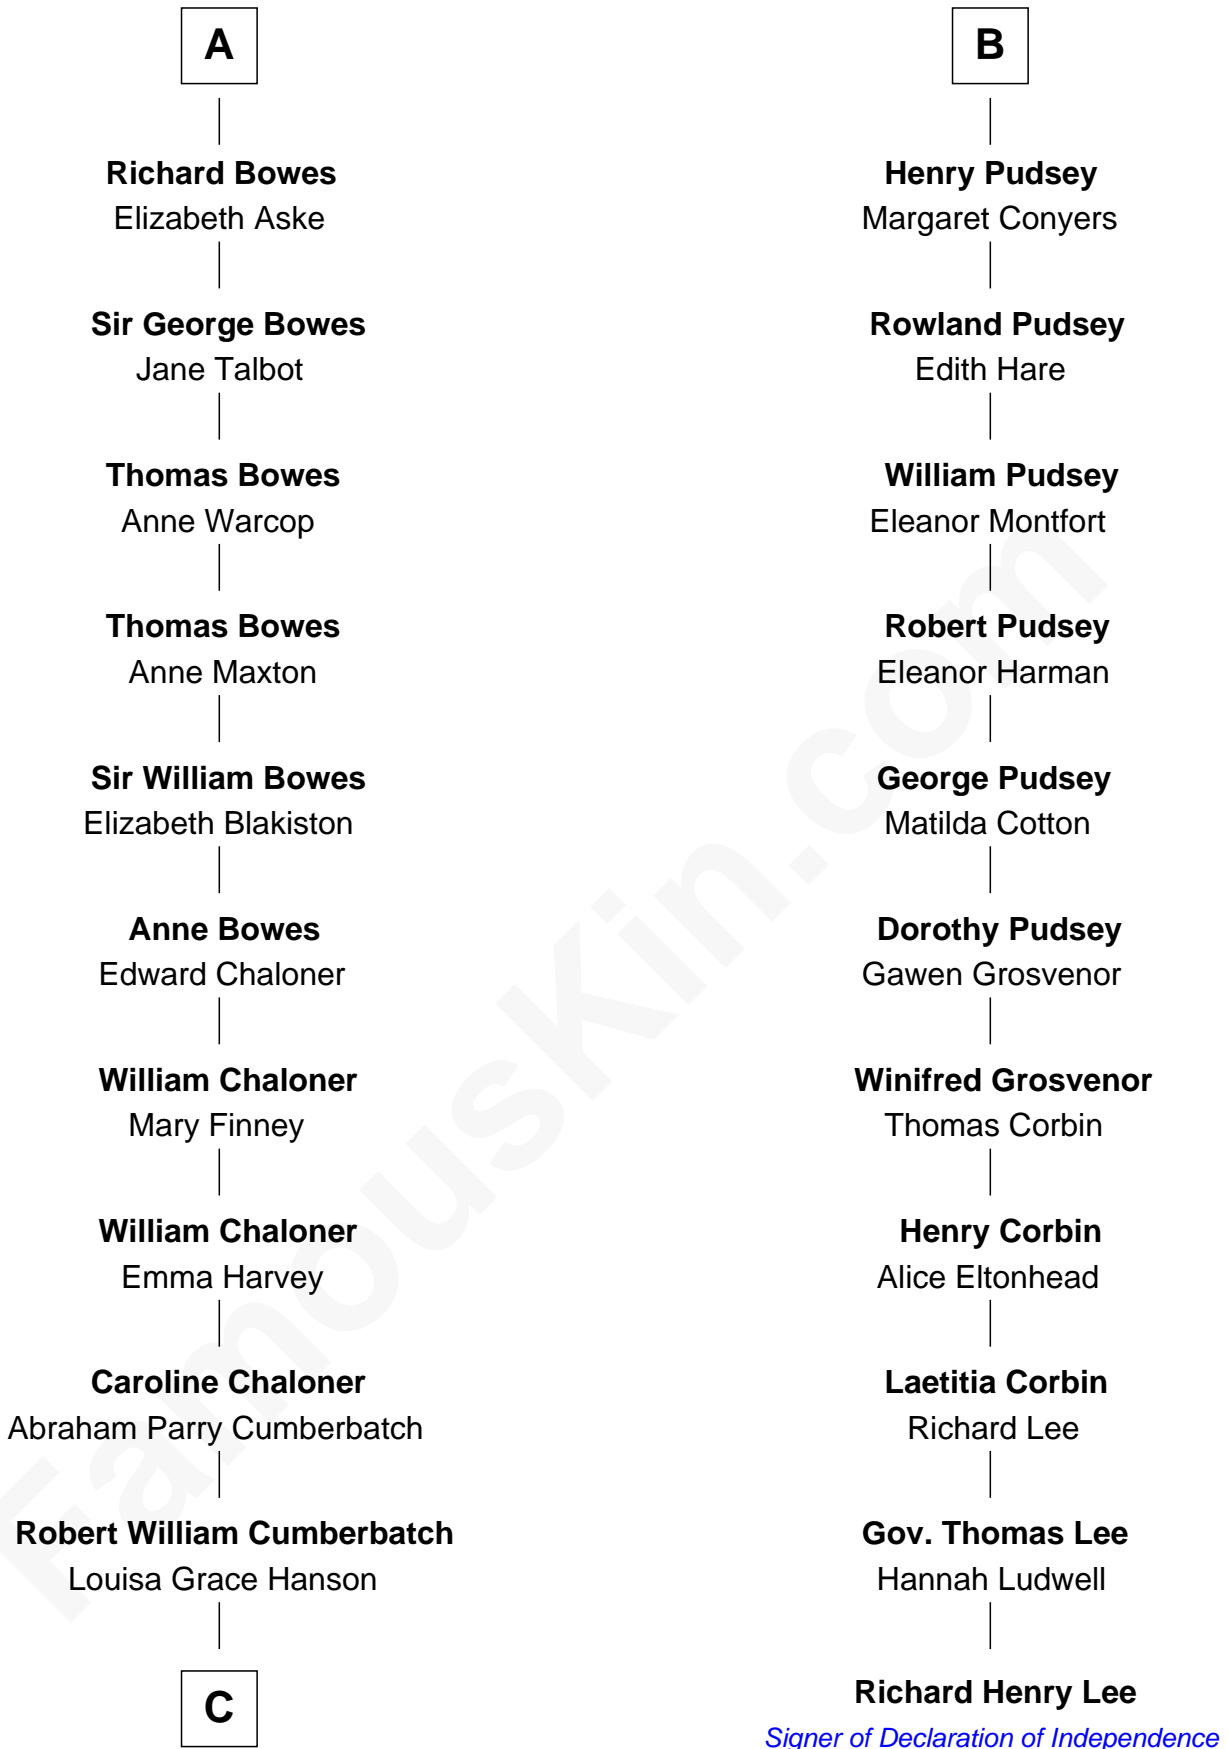 A
Richard Bowes
Elizabeth Aske
Sir George Bowes
Jane Talbot
Thomas Bowes
Anne Warcop
Thomas Bowes
Anne Maxton
Sir William Bowes
Elizabeth Blakiston
Anne Bowes
Edward Chaloner
William Chaloner
Mary Finney
William Chaloner
Emma Harvey
Caroline Chaloner
Abraham Parry Cumberbatch
Robert William Cumberbatch
Louisa Grace Hanson
C
B
Henry Pudsey
Margaret Conyers
Rowland Pudsey
Edith Hare
William Pudsey
Eleanor Montfort
Robert Pudsey
Eleanor Harman
George Pudsey
Matilda Cotton
Dorothy Pudsey
Gawen Grosvenor
Winifred Grosvenor
Thomas Corbin
Henry Corbin
Alice Eltonhead
Laetitia Corbin
Richard Lee
Gov. Thomas Lee
Hannah Ludwell
Richard Henry Lee
Signer of Declaration of Independence
FamousKin.com